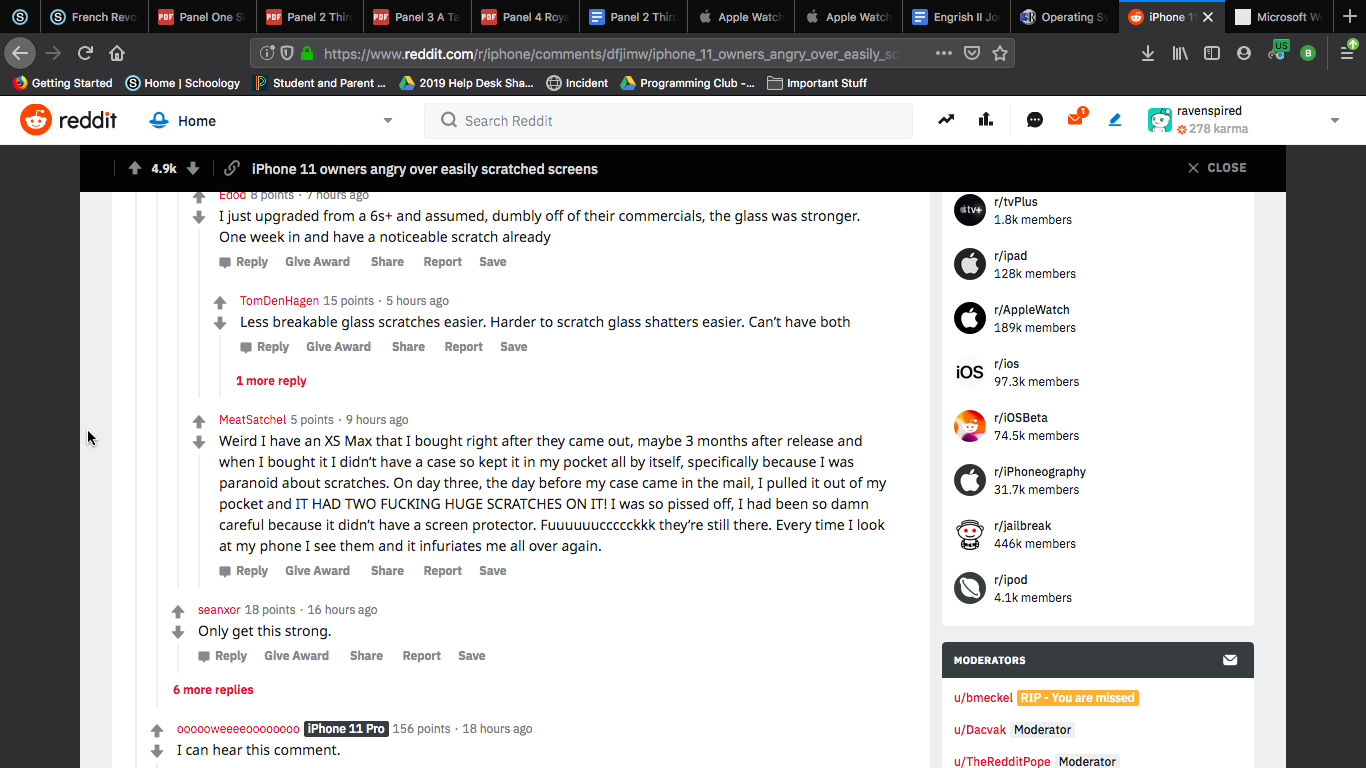 French Revo
Panel One S
Panel 2 Thir
Panel 3 A Ta
Panel 4 Roy
Panel 2 Thir
Apple Watch
Apple Watch
Engrish II Jo
Operating Sy
iPhone 11
Microsoft W
https://www.reddit.com/r/iphone/comments/dfjimw/iphone_11_owners_angry_over_easily_sc
US
B
Getting Started
Home | Schoology
Student and Parent ...
2019 Help Desk Sha...
Incident
Programming Club -...
Important Stuff
reddit
Home
Search Reddit
1
ravenspired
278 karma
4.9k
iPhone 11 owners angry over easily scratched screens
CLOSE
Edod 8 points · 7 hours ago
I just upgraded from a 6s+ and assumed, dumbly off of their commercials, the glass was stronger.
One week in and have a noticeable scratch already
Reply Give Award Share Report Save
TomDenHagen 15 points · 5 hours ago
Less breakable glass scratches easier. Harder to scratch glass shatters easier. Can't have both
Reply Give Award Share Report Save
1 more reply
MeatSatchel 5 points · 9 hours ago
Weird I have an XS Max that I bought right after they came out, maybe 3 months after release and
when I bought it I didn't have a case so kept it in my pocket all by itself, specifically because I was
paranoid about scratches. On day three, the day before my case came in the mail, I pulled it out of my
pocket and IT HAD TWO FUCKING HUGE SCRATCHES ON IT! I was so pissed off, I had been so damn
careful because it didn't have a screen protector. Fuuuuuucccccckkk they're still there. Every time I look
at my phone I see them and it infuriates me all over again.
Reply Give Award Share Report Save
seanxor 18 points · 16 hours ago
Only get this strong.
Reply Give Award Share Report Save
6 more replies
iPhone 11 Pro 156 points · 18 hours ago
I can hear this comment.
tv+
r/tvPlus
1.8k members
r/ipad
128k members
r/AppleWatch
189k members
iOS
r/ios
97.3k members
r/iOSBeta
74.5k members
r/iPhoneography
31.7k members
r/jailbreak
446k members
r/ipod
4.1k members
MODERATORS
u/bmeckel RIP - You are missed
u/Dacvak Moderator
u/TheRedditPope Moderator